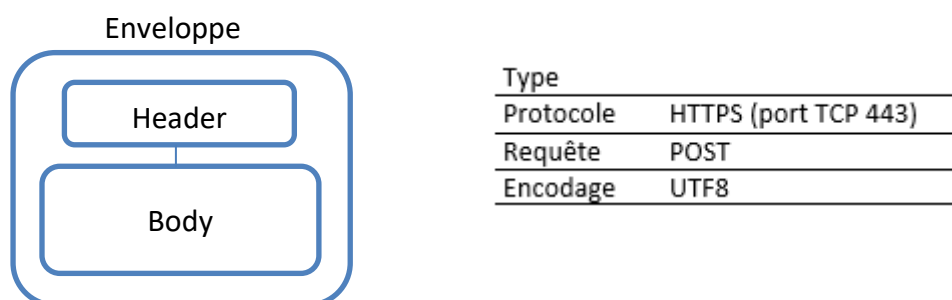 Enveloppe
Header
Body
Type
Protocole HTTPS (port TCP 443)
Requête POST
Encodage UTF8